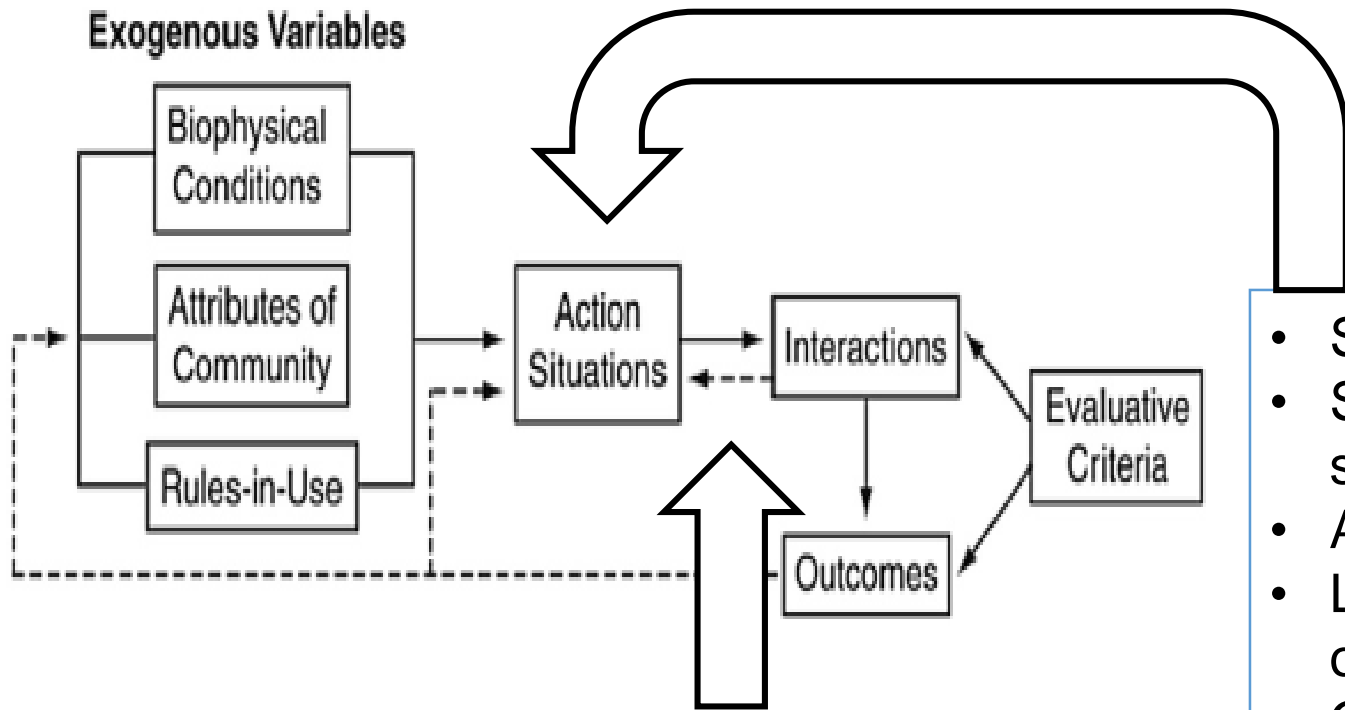 Exogenous Variables
Biophysical
Conditions
Attributes of
Community
Rules-in-Use
Action
Situations
Interactions
Outcomes
Evaluative
Criteria